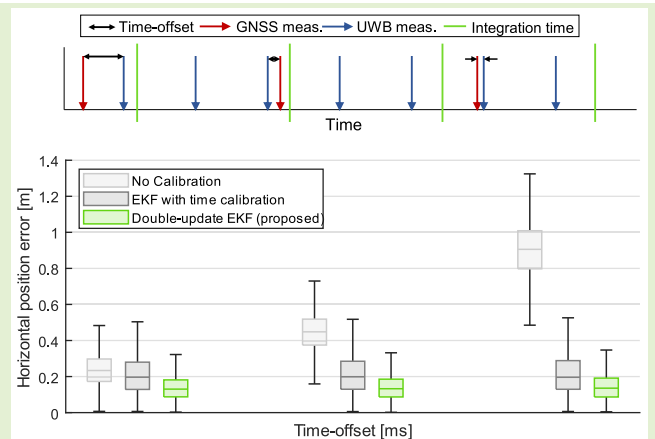 Time-offset GNSS meas. UWB meas. Integration time
Time
1.4
1.2
1
0.8
0.6
0.4
0.2
0
Horizontal position error [m]
No Calibration
EKF with time calibration
Double-update EKF (proposed)
Time-offset [ms]